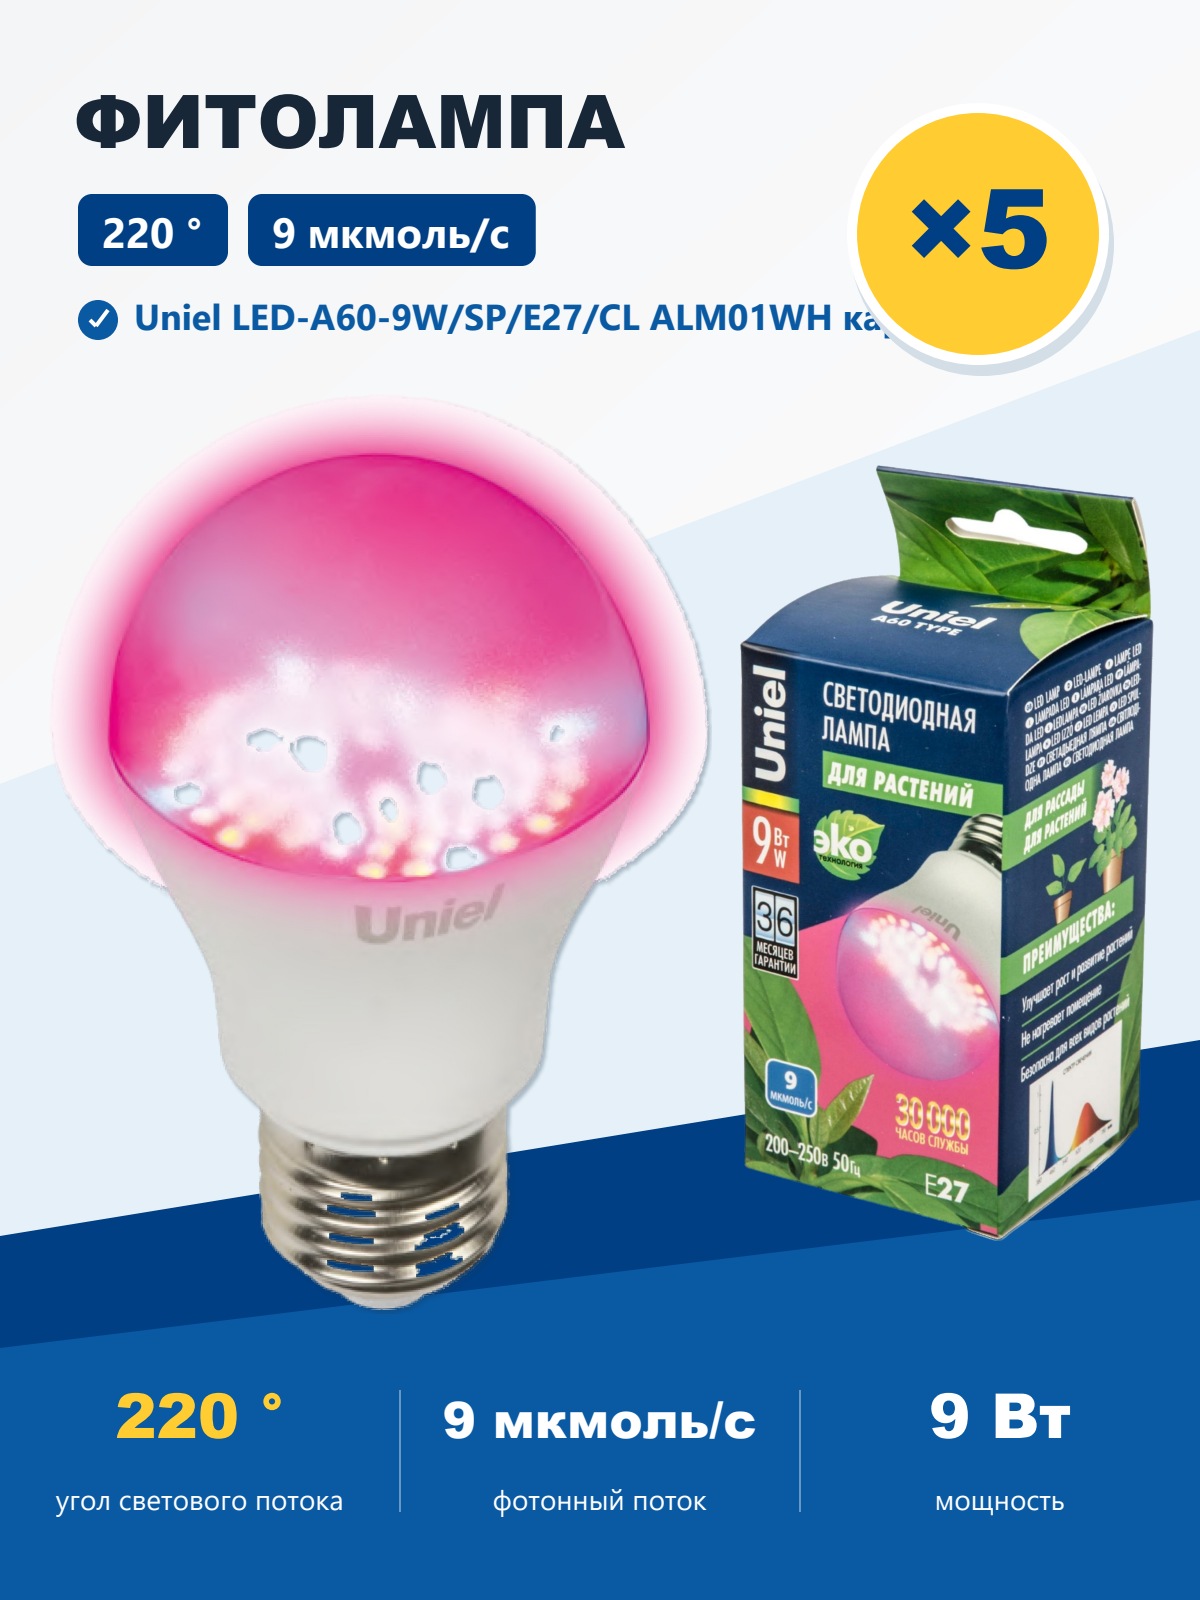 ФИТОЛАМПА
220 °
9 мкмоль/с
×5
Uniel LED-A60-9W/SP/E27/CL ALM01WH
Uniel
A60 TYPE
Uniel
СВЕТОДИОДНАЯ
ЛАМПА
ДЛЯ РАСТЕНИЙ
9 Вт
W
эко
технология
36
МЕСЯЦЕВ
ГАРАНТИИ
9
мкмоль/с
30 000
ЧАСОВ СЛУЖБЫ
200–250в 50гц
E27
ДЛЯ РАССАДЫ
ДЛЯ РАСТЕНИЙ
ПРЕИМУЩЕСТВА:
Улучшает рост и развитие растений
Не нагревает помещение
Безопасна для всех видов растений
Uniel
Uniel
220 °
угол светового потока
9 мкмоль/с
фотонный поток
9 Вт
мощность